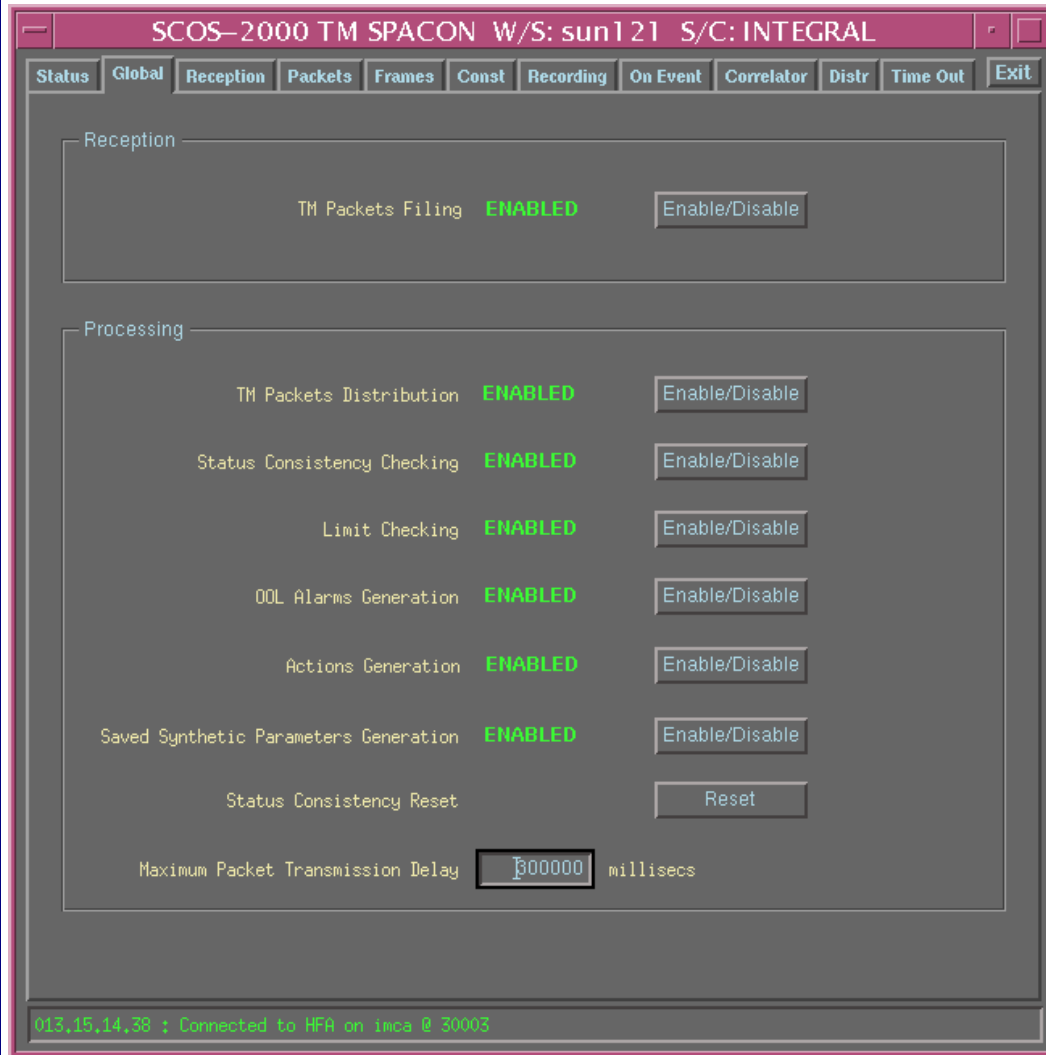 SCOS-2000 TM SPACON W/S: sun121 S/C: INTEGRAL
Status Global Reception Packets Frames Const Recording On Event Correlator Distr Time Out Exit
Reception
TM Packets Filing ENABLED Enable/Disable
Processing
TM Packets Distribution ENABLED Enable/Disable
Status Consistency Checking ENABLED Enable/Disable
Limit Checking ENABLED Enable/Disable
OOL Alarms Generation ENABLED Enable/Disable
Actions Generation ENABLED Enable/Disable
Saved Synthetic Parameters Generation ENABLED Enable/Disable
Status Consistency Reset Reset
Maximum Packet Transmission Delay 300000 millisecs
013.15.14.38 : Connected to HFA on imca @ 30003